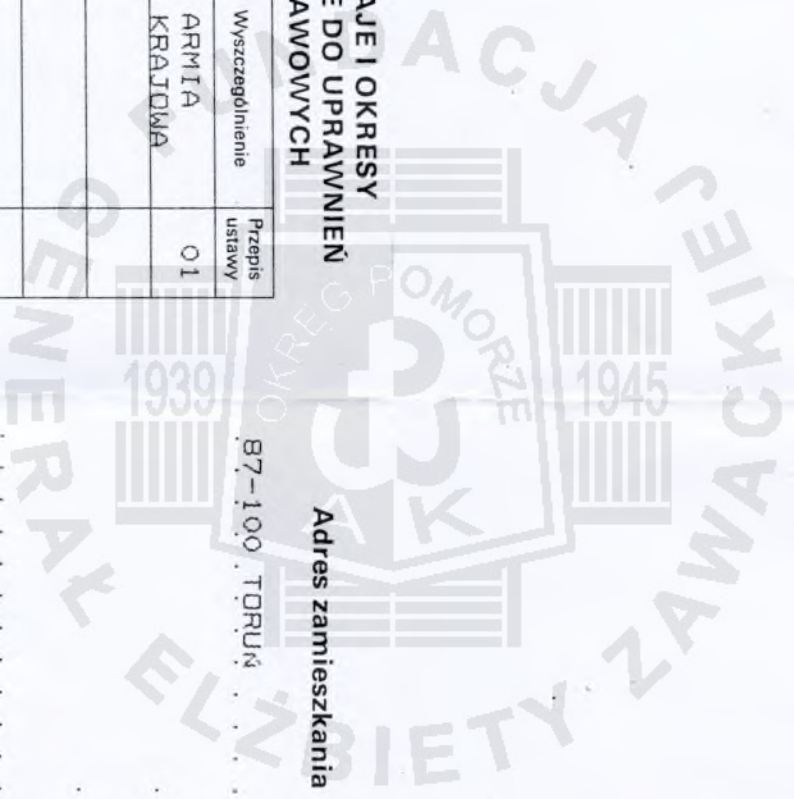 AJE I OKRESY
E DO UPRAWNIEŃ
AWOWYCH
Wyszczególnienie
Przepis
ustawy
ARMIA
KRAJOWA
01
Adres zamieszkania
87-100 TORUŃ
FUNDACJA GENERAŁ ELŻBIETY ZAWACKIEJ
OKRĘG POMORZE
1939
1945
AK